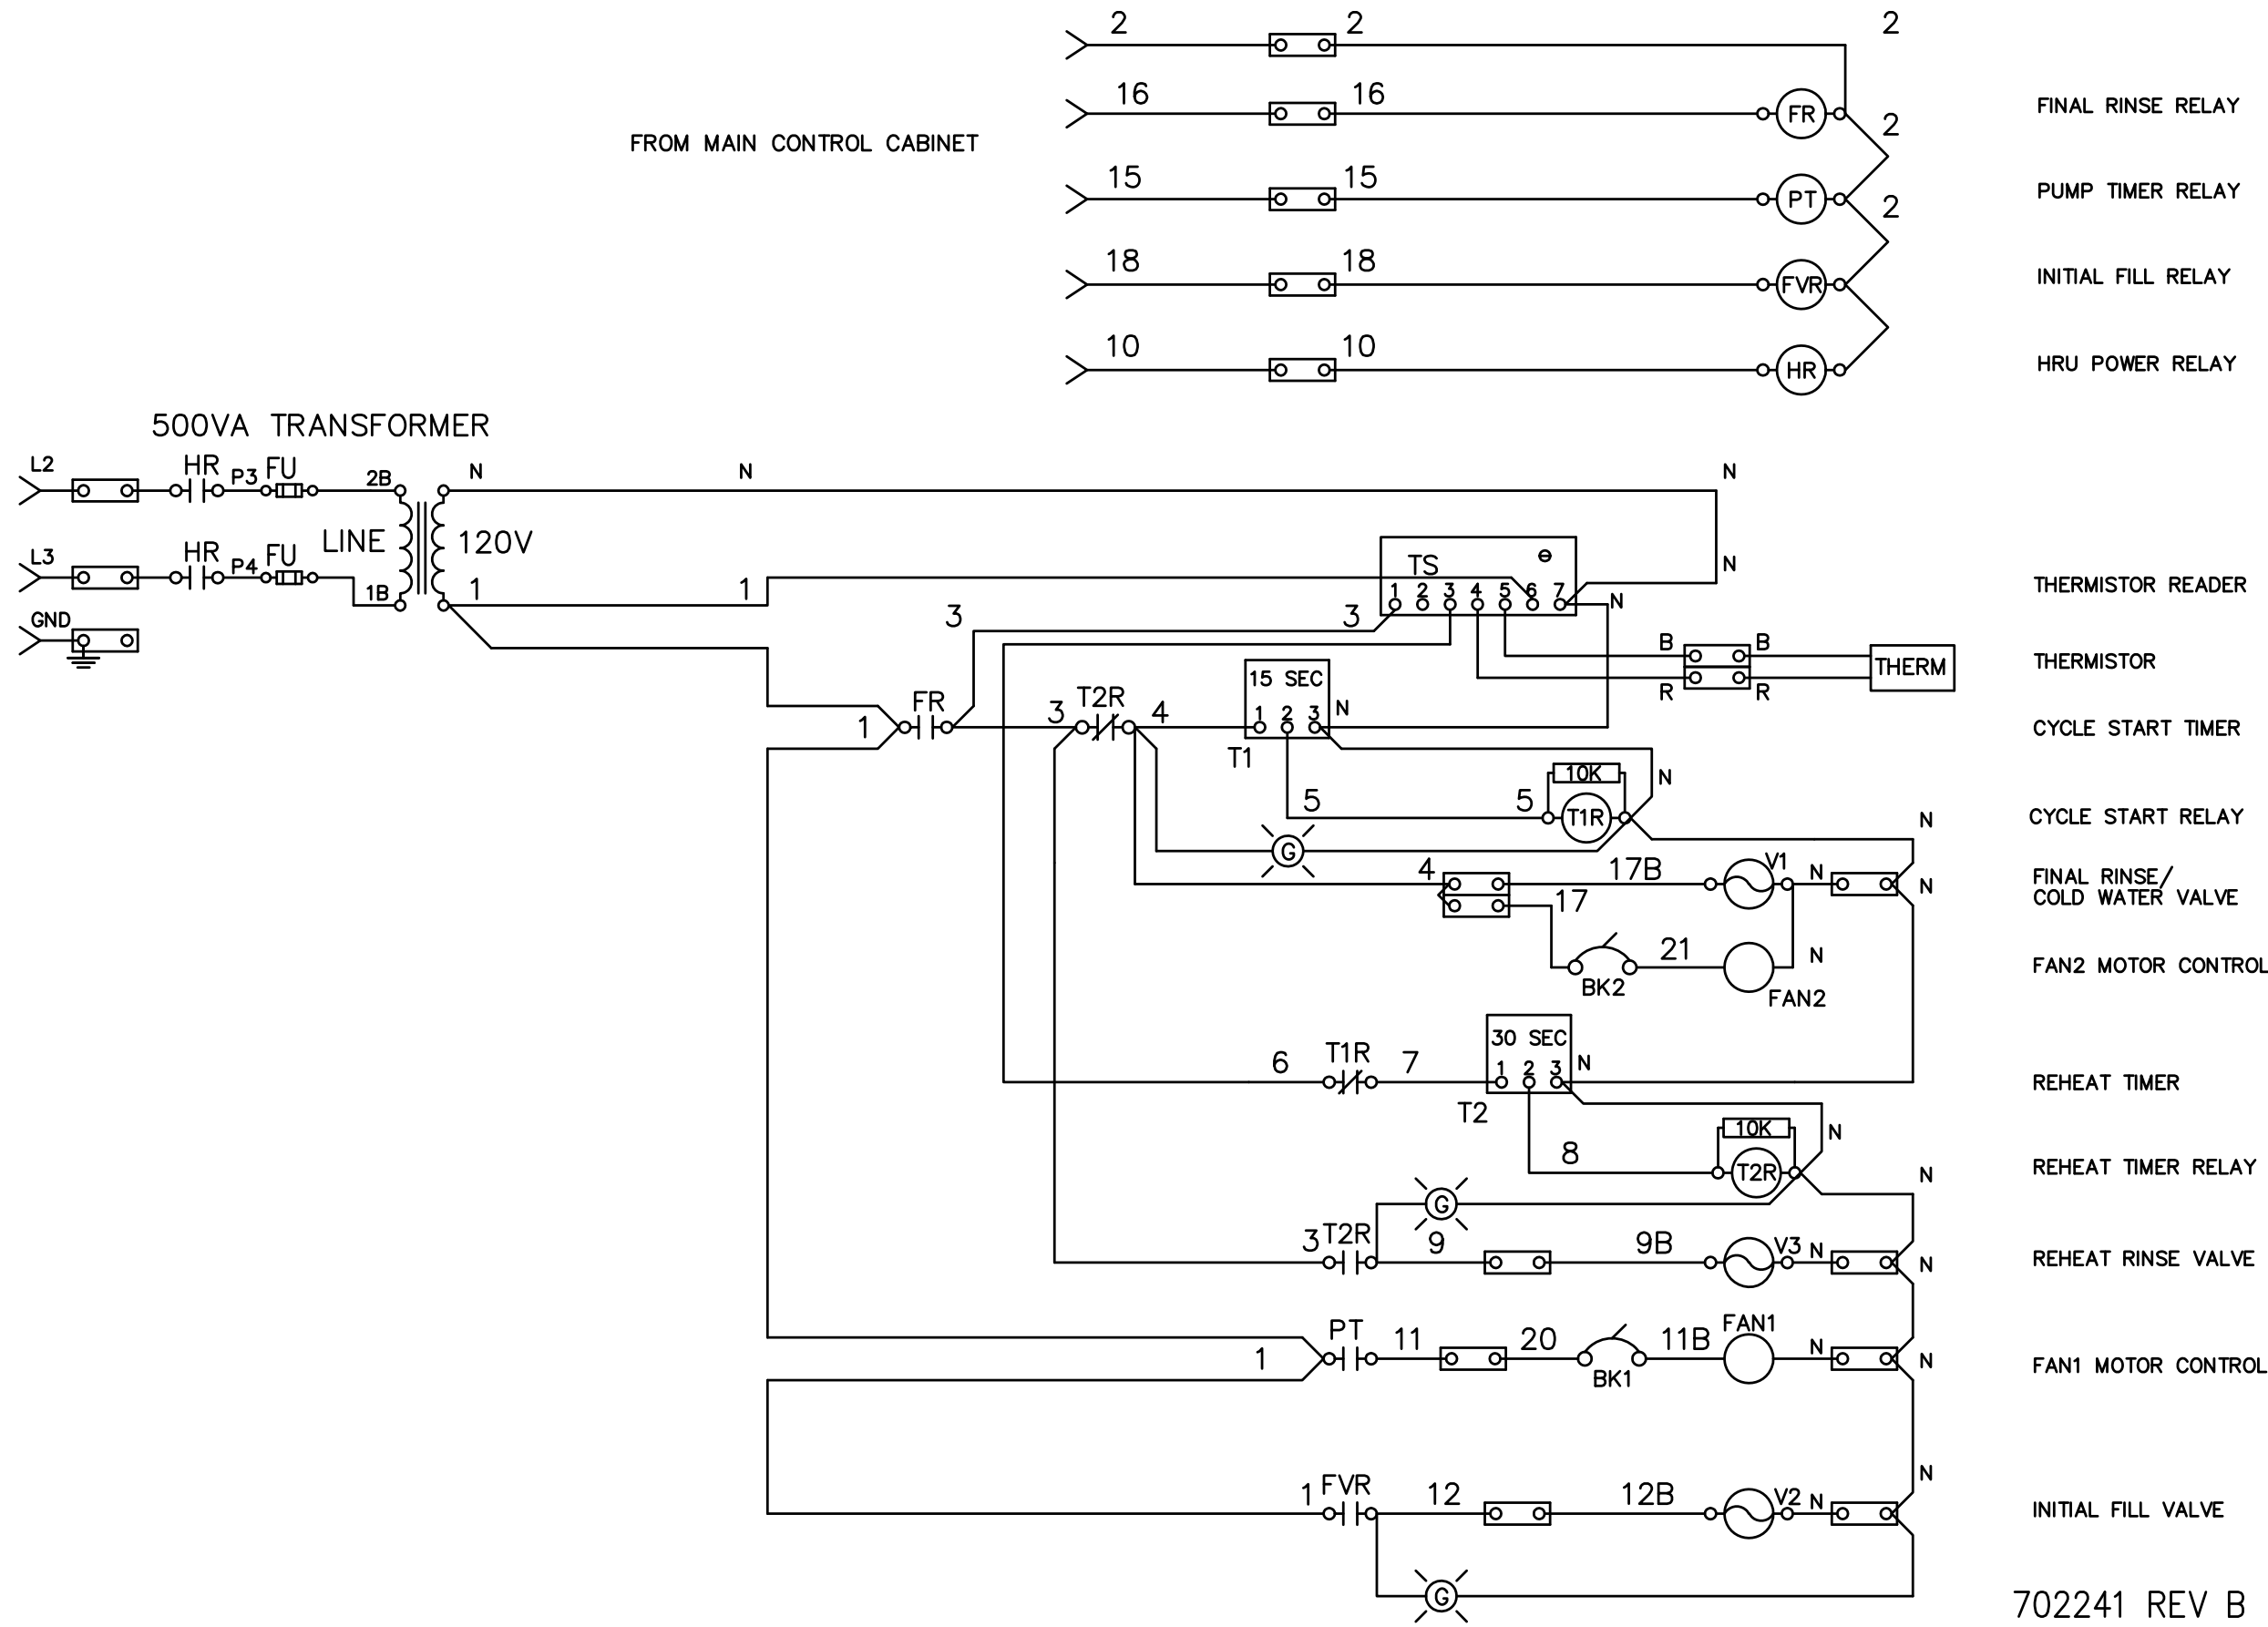 2 2 2
16 16 FR 2 FINAL RINSE RELAY
FROM MAIN CONTROL CABINET
15 15 PT 2 PUMP TIMER RELAY
18 18 FVR INITIAL FILL RELAY
10 10 HR HRU POWER RELAY
500VA TRANSFORMER
L2 HR P3 FU 2B N N N
LINE 120V
L3 HR P4 FU 1B 1 1 TS N THERMISTOR READER
1 2 3 4 5 6 7 N
GND 3 3
B B THERM THERMISTOR
R R
15 SEC
1 FR 3 T2R 4 1 2 3 N CYCLE START TIMER
T1
10K N
5 5 T1R N CYCLE START RELAY
G
4 17B V1 N N FINAL RINSE/
COLD WATER VALVE
17
BK2 21 N FAN2 MOTOR CONTROL
FAN2
30 SEC
6 T1R 7 1 2 3 N REHEAT TIMER
T2
10K N
8 T2R N REHEAT TIMER RELAY
G
3 T2R 9 9B V3 N N REHEAT RINSE VALVE
1 PT 11 20 BK1 11B FAN1 N N FAN1 MOTOR CONTROL
N
1 FVR 12 12B V2 N INITIAL FILL VALVE
G
702241 REV B